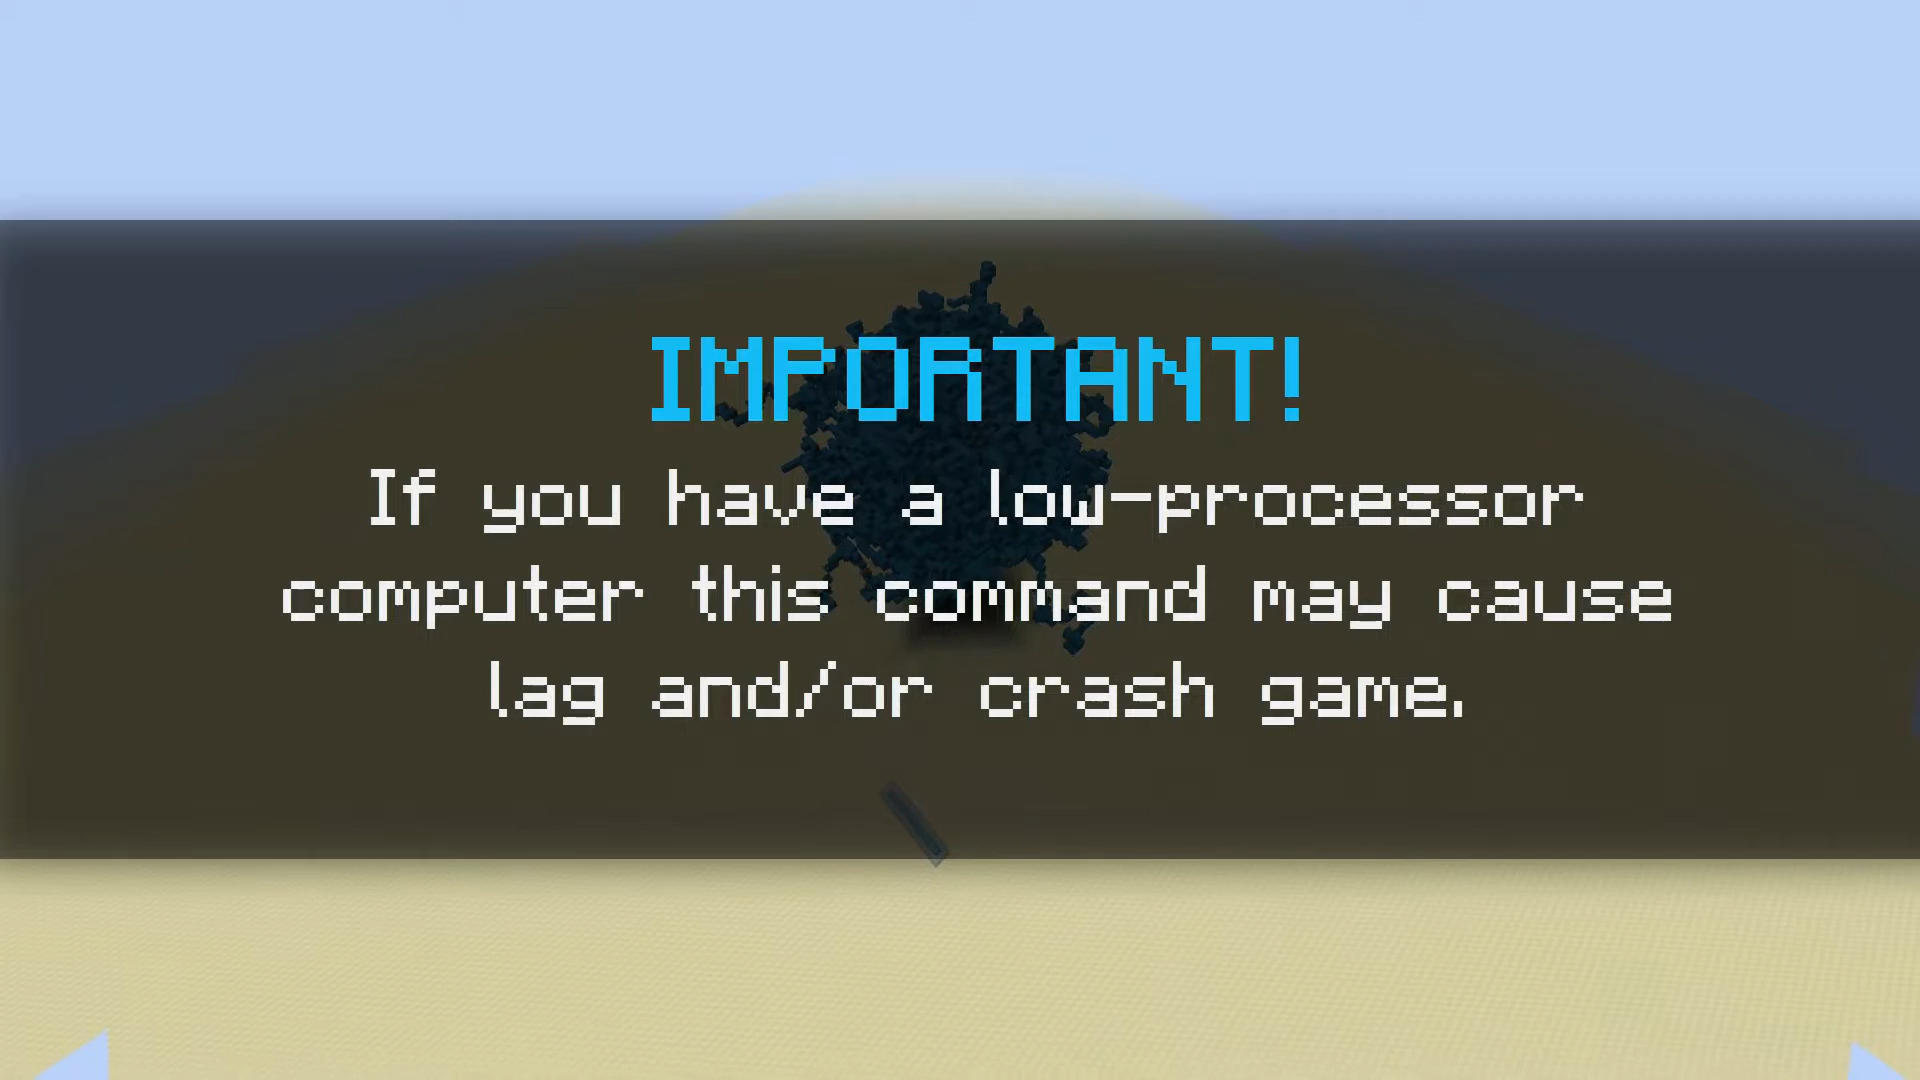 IMPORTANT!
If you have a low-processor
computer this command may cause
lag and/or crash game.